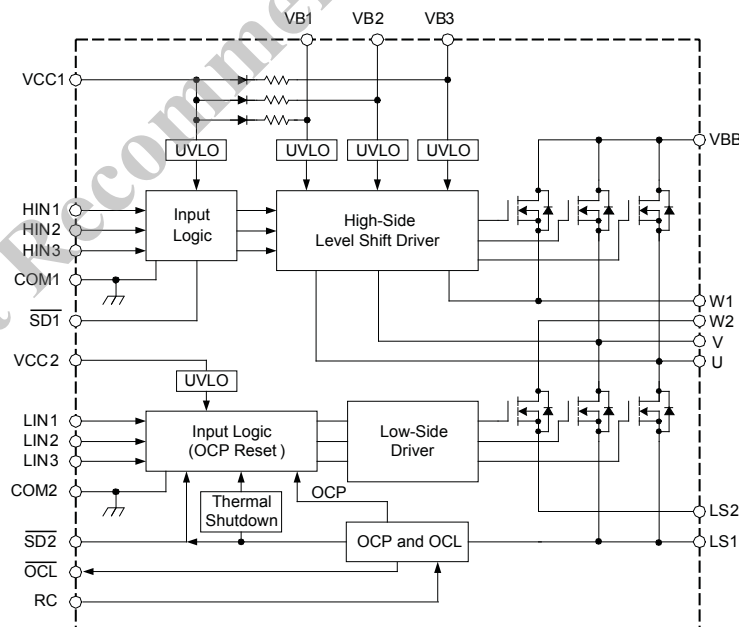 VB1 VB2 VB3
VCC1
VBB
UVLO UVLO UVLO UVLO
HIN1
HIN2
HIN3
Input
Logic
High-Side
Level Shift Driver
COM1
SD1
W1
W2
V
U
VCC2
UVLO
LIN1
LIN2
LIN3
Input Logic
(OCP Reset)
Low-Side
Driver
COM2
OCP
Thermal
Shutdown
LS2
SD2
OCP and OCL
LS1
OCL
RC
Recommen